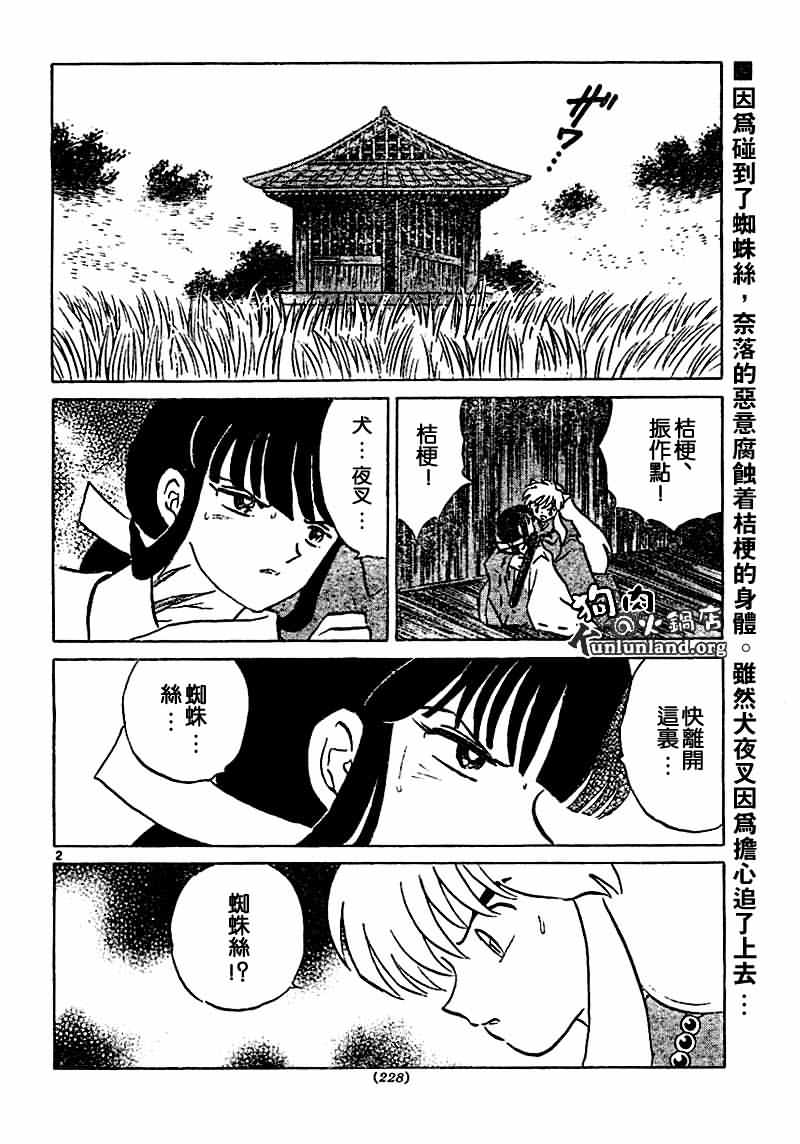 ■因爲碰到了蜘蛛絲，奈落的惡意腐蝕着桔梗的身體。雖然犬夜叉因爲擔心追了上去…
ザワ…
桔梗、
振作點！
桔梗！
犬…夜叉…
快離開
這裏…
蜘蛛…
絲…
蜘蛛絲!?
狗肉の火鍋店
Kunlunland.org
2
(228)